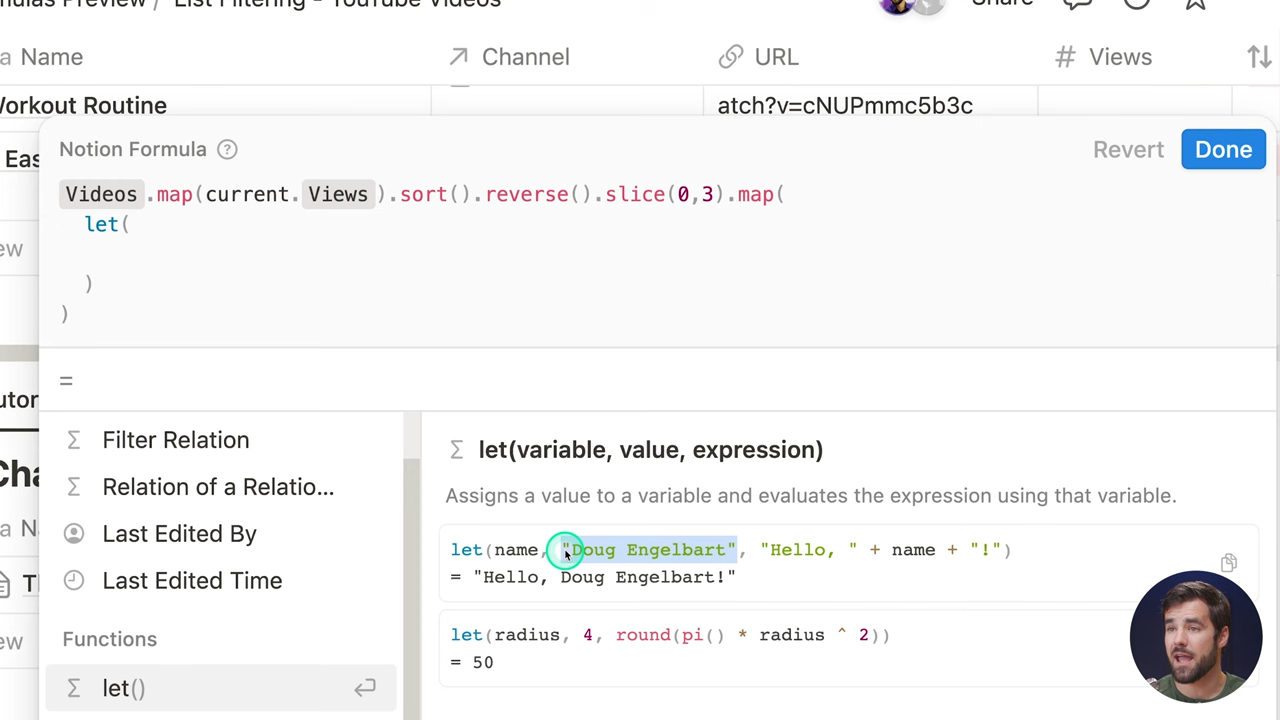 mulas Preview / List Filtering - YouTube Videos
Share
Name
Channel
URL
# Views
Workout Routine
atch?v=cNUPmmc5b3c
Eas
Notion Formula ?
Revert
Done
Videos.map(current.Views).sort().reverse().slice(0,3).map(
let(
)
)
ew
=
utor
Cha
a N
T
ew
Σ Filter Relation
Σ Relation of a Relatio...
Last Edited By
Last Edited Time
Functions
Σ let()
Σ let(variable, value, expression)
Assigns a value to a variable and evaluates the expression using that variable.
let(name, "Doug Engelbart", "Hello, " + name + "!")
= "Hello, Doug Engelbart!"
let(radius, 4, round(pi() * radius ^ 2))
= 50